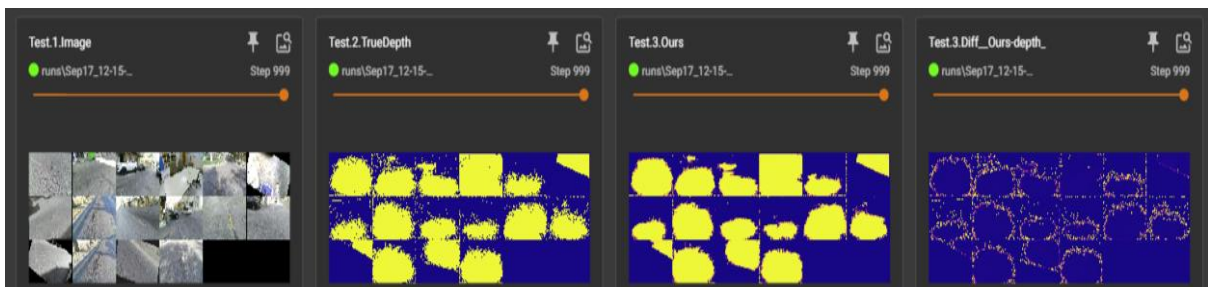 Test.1.Image
runs\Sep17_12-15-... Step 999
Test.2.TrueDepth
runs\Sep17_12-15-... Step 999
Test.3.Ours
runs\Sep17_12-15-... Step 999
Test.3.Diff__Ours-depth_
runs\Sep17_12-15-... Step 999